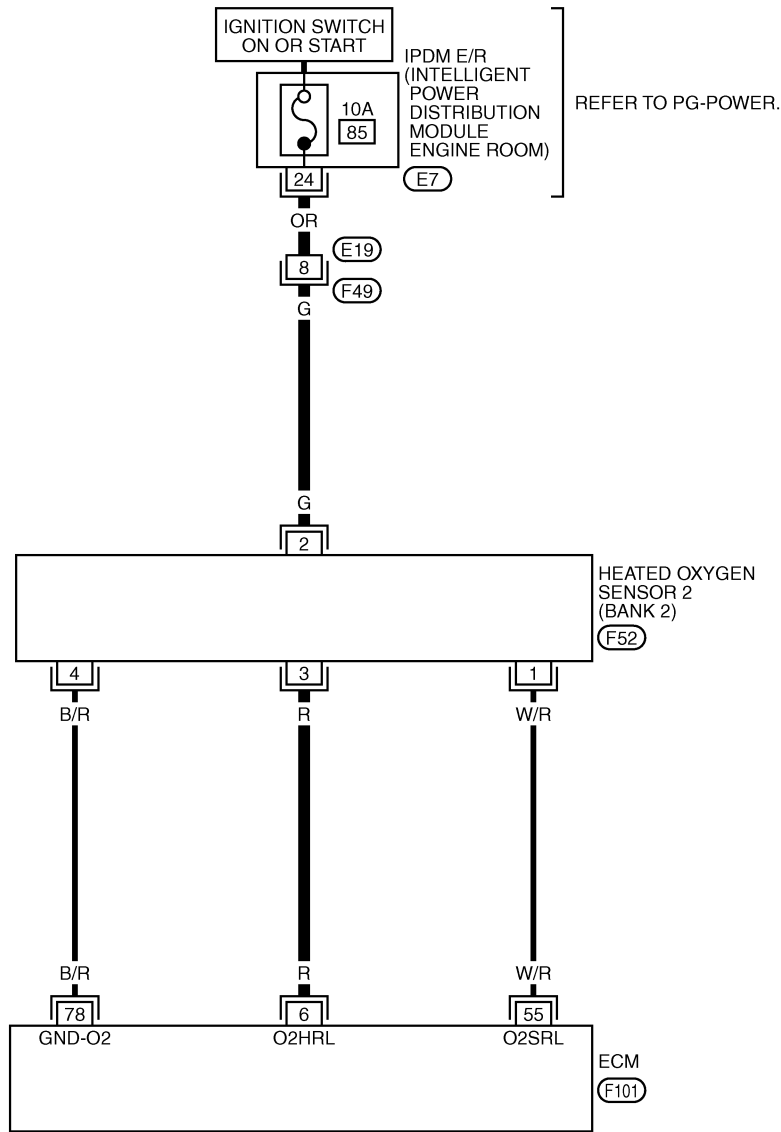 IGNITION SWITCH
ON OR START
IPDM E/R
(INTELLIGENT
POWER
DISTRIBUTION
MODULE
ENGINE ROOM)
REFER TO PG-POWER.
10A
85
24
E7
OR
E19
8
F49
G
G
2
HEATED OXYGEN
SENSOR 2
(BANK 2)
F52
4 3 1
B/R R W/R
B/R R W/R
78 6 55
GND-O2 O2HRL O2SRL
ECM
F101